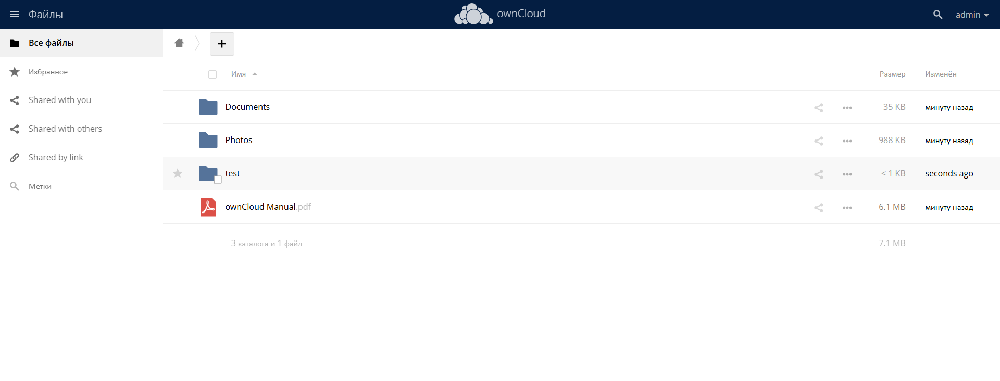 Файлы
ownCloud
admin
Все файлы
Избранное
Shared with you
Shared with others
Shared by link
Метки
Имя Размер Изменён
Documents 35 KB минуту назад
Photos 988 KB минуту назад
test < 1 KB seconds ago
ownCloud Manual.pdf 6.1 MB минуту назад
3 каталога и 1 файл 7.1 MB